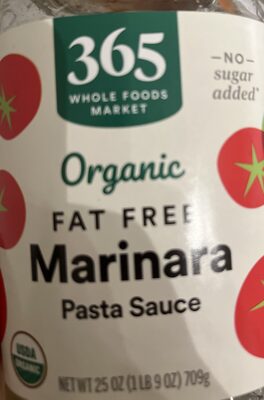 365
WHOLE FOODS
MARKET
—NO—
sugar
added*
Organic
FAT FREE
Marinara
Pasta Sauce
USDA
ORGANIC
NET WT 25 OZ (1 LB 9 OZ) 709g